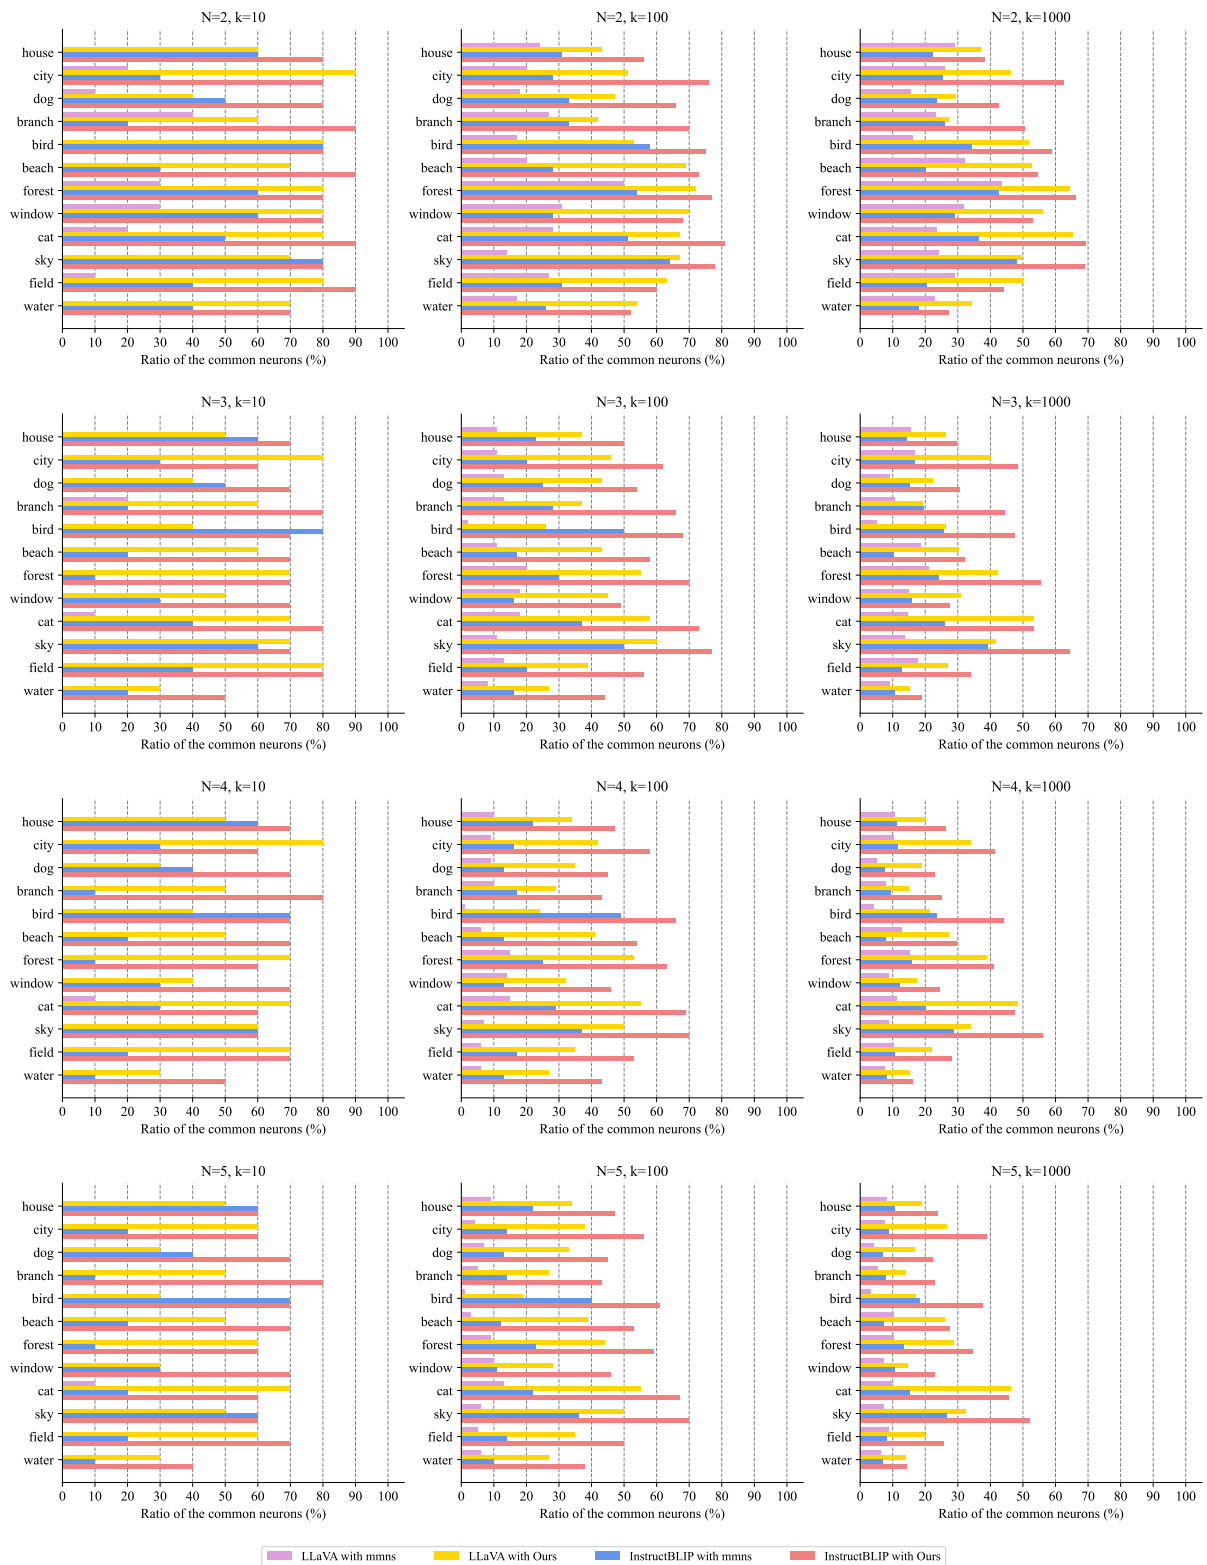 N=2, k=10
house
city
dog
branch
bird
beach
forest
window
cat
sky
field
water
0 10 20 30 40 50 60 70 80 90 100
Ratio of the common neurons (%)
N=2, k=100
house
city
dog
branch
bird
beach
forest
window
cat
sky
field
water
0 10 20 30 40 50 60 70 80 90 100
Ratio of the common neurons (%)
N=2, k=1000
house
city
dog
branch
bird
beach
forest
window
cat
sky
field
water
0 10 20 30 40 50 60 70 80 90 100
Ratio of the common neurons (%)
N=3, k=10
house
city
dog
branch
bird
beach
forest
window
cat
sky
field
water
0 10 20 30 40 50 60 70 80 90 100
Ratio of the common neurons (%)
N=3, k=100
house
city
dog
branch
bird
beach
forest
window
cat
sky
field
water
0 10 20 30 40 50 60 70 80 90 100
Ratio of the common neurons (%)
N=3, k=1000
house
city
dog
branch
bird
beach
forest
window
cat
sky
field
water
0 10 20 30 40 50 60 70 80 90 100
Ratio of the common neurons (%)
N=4, k=10
house
city
dog
branch
bird
beach
forest
window
cat
sky
field
water
0 10 20 30 40 50 60 70 80 90 100
Ratio of the common neurons (%)
N=4, k=100
house
city
dog
branch
bird
beach
forest
window
cat
sky
field
water
0 10 20 30 40 50 60 70 80 90 100
Ratio of the common neurons (%)
N=4, k=1000
house
city
dog
branch
bird
beach
forest
window
cat
sky
field
water
0 10 20 30 40 50 60 70 80 90 100
Ratio of the common neurons (%)
N=5, k=10
house
city
dog
branch
bird
beach
forest
window
cat
sky
field
water
0 10 20 30 40 50 60 70 80 90 100
Ratio of the common neurons (%)
N=5, k=100
house
city
dog
branch
bird
beach
forest
window
cat
sky
field
water
0 10 20 30 40 50 60 70 80 90 100
Ratio of the common neurons (%)
N=5, k=1000
house
city
dog
branch
bird
beach
forest
window
cat
sky
field
water
0 10 20 30 40 50 60 70 80 90 100
Ratio of the common neurons (%)
LLaVA with mmns LLaVA with Ours InstructBLIP with mmns InstructBLIP with Ours